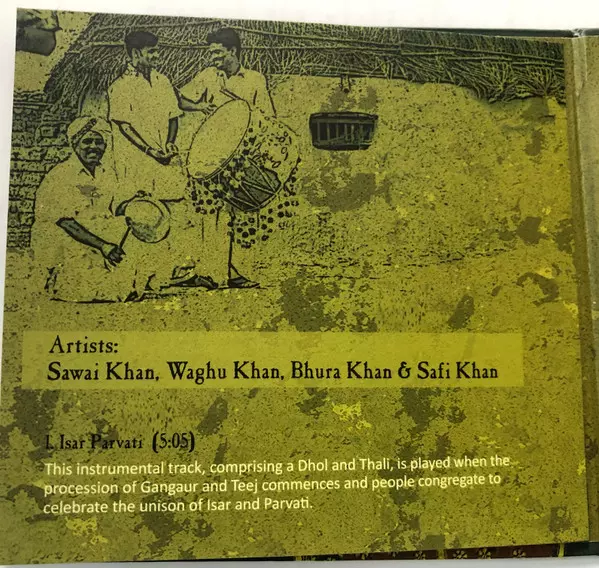 Artists:
Sawai Khan, Waghu Khan, Bhura Khan & Safi Khan
1. Isar Parvati (5:05)
This instrumental track, comprising a Dhol and Thali, is played when the
procession of Gangaur and Teej commences and people congregate to
celebrate the unison of Isar and Parvati.